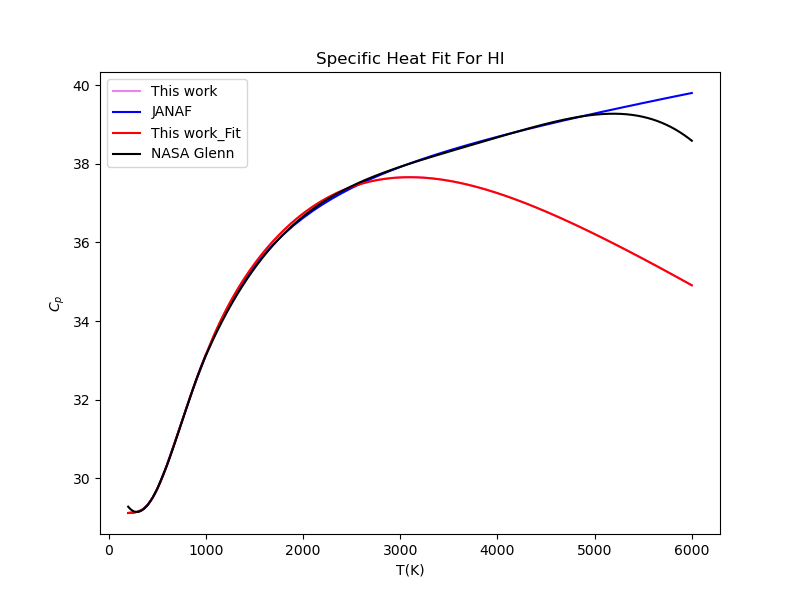 Specific Heat Fit For HI
This work
JANAF
This work_Fit
NASA Glenn
40
38
36
34
32
30
C_p
0 1000 2000 3000 4000 5000 6000
T(K)